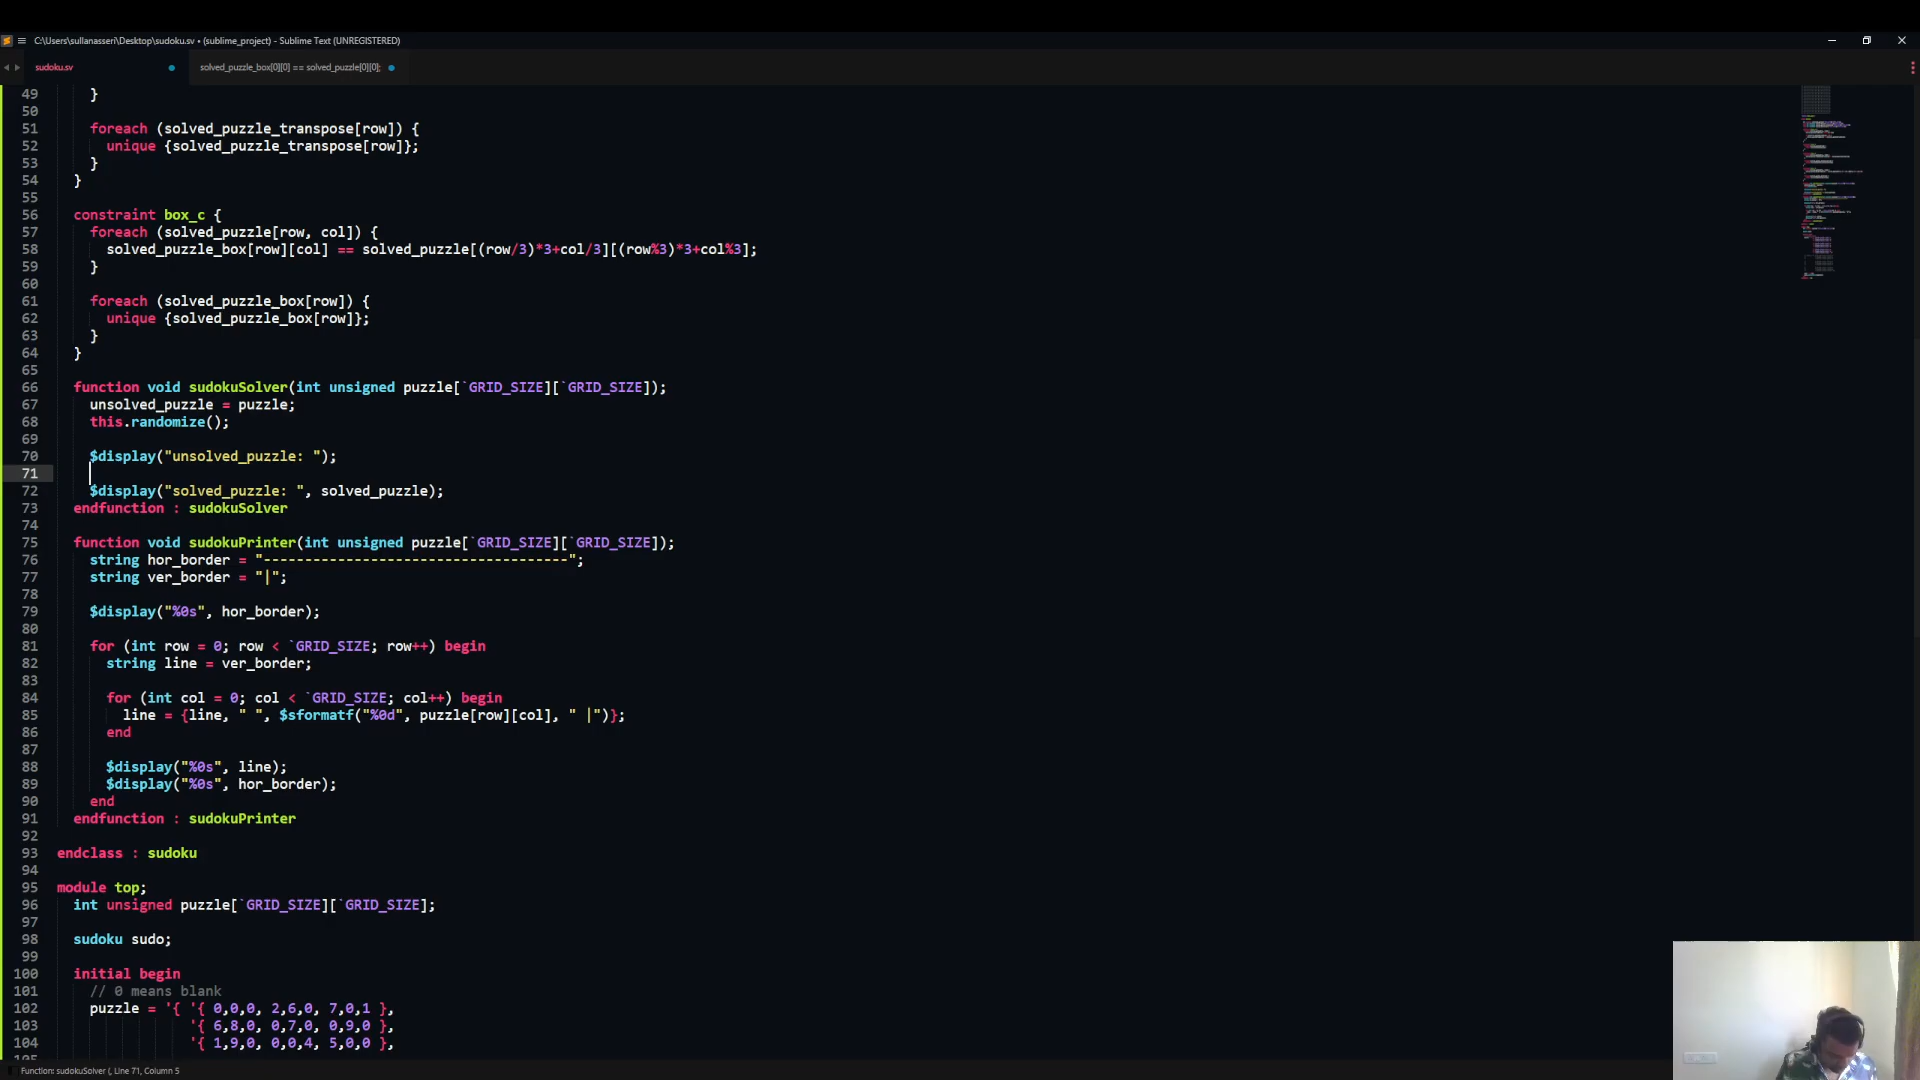 C:\Users\sullanasseri\Desktop\sudoku.sv • (sublime_project) - Sublime Text (UNREGISTERED)
sudoku.sv
solved_puzzle_box[0][0] == solved_puzzle[0][0];
49 }
50
51 foreach (solved_puzzle_transpose[row]) {
52 unique {solved_puzzle_transpose[row]};
53 }
54 }
55
56 constraint box_c {
57 foreach (solved_puzzle[row, col]) {
58 solved_puzzle_box[row][col] == solved_puzzle[(row/3)*3+col/3][(row%3)*3+col%3];
59 }
60
61 foreach (solved_puzzle_box[row]) {
62 unique {solved_puzzle_box[row]};
63 }
64 }
65
66 function void sudokuSolver(int unsigned puzzle[`GRID_SIZE][`GRID_SIZE]);
67 unsolved_puzzle = puzzle;
68 this.randomize();
69
70 $display("unsolved_puzzle: ");
71
72 $display("solved_puzzle: ", solved_puzzle);
73 endfunction : sudokuSolver
74
75 function void sudokuPrinter(int unsigned puzzle[`GRID_SIZE][`GRID_SIZE]);
76 string hor_border = "-------------------------------------";
77 string ver_border = "|";
78
79 $display("%0s", hor_border);
80
81 for (int row = 0; row < `GRID_SIZE; row++) begin
82 string line = ver_border;
83
84 for (int col = 0; col < `GRID_SIZE; col++) begin
85 line = {line, " ", $sformatf("%0d", puzzle[row][col], " |")};
86 end
87
88 $display("%0s", line);
89 $display("%0s", hor_border);
90 end
91 endfunction : sudokuPrinter
92
93 endclass : sudoku
94
95 module top;
96 int unsigned puzzle[`GRID_SIZE][`GRID_SIZE];
97
98 sudoku sudo;
99
100 initial begin
101 // 0 means blank
102 puzzle = '{ '{ 0,0,0, 2,6,0, 7,0,1 },
103 '{ 6,8,0, 0,7,0, 0,9,0 },
104 '{ 1,9,0, 0,0,4, 5,0,0 },
Function: sudokuSolver (, Line 71, Column 5